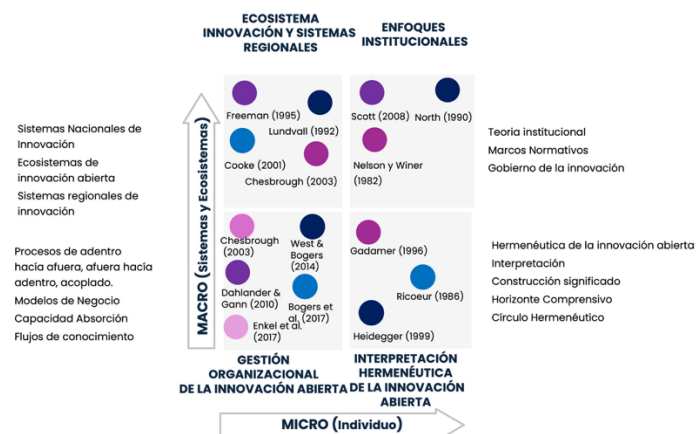 ECOSISTEMA
INNOVACIÓN Y SISTEMAS
REGIONALES
ENFOQUES
INSTITUCIONALES
Sistemas Nacionales de
Innovación
Ecosistemas de
innovación abierta
Sistemas regionales de
innovación
MACRO (Sistemas y Ecosistemas)
Freeman (1995)
Lundvall (1992)
Cooke (2001)
Chesbrough (2003)
Scott (2008)
North (1990)
Nelson y Winer
(1982)
Teoria institucional
Marcos Normativos
Gobierno de la innovación
Procesos de adentro
hacía afuera, afuera hacía
adentro, acoplado.
Modelos de Negocio
Capacidad Absorción
Flujos de conocimiento
Chesbrough
(2003)
West &
Bogers
(2014)
Dahlander &
Gann (2010)
Bogers et
al. (2017)
Enkel et al.
(2017)
Gadamer (1996)
Ricoeur (1986)
Heidegger (1999)
Hermenéutica de la innovación abierta
Interpretación
Construcción significado
Horizonte Comprensivo
Círculo Hermenéutico
GESTIÓN
ORGANIZACIONAL
DE LA INNOVACIÓN ABIERTA
INTERPRETACIÓN
HERMENÉUTICA
DE LA INNOVACIÓN
ABIERTA
MICRO (Individuo)